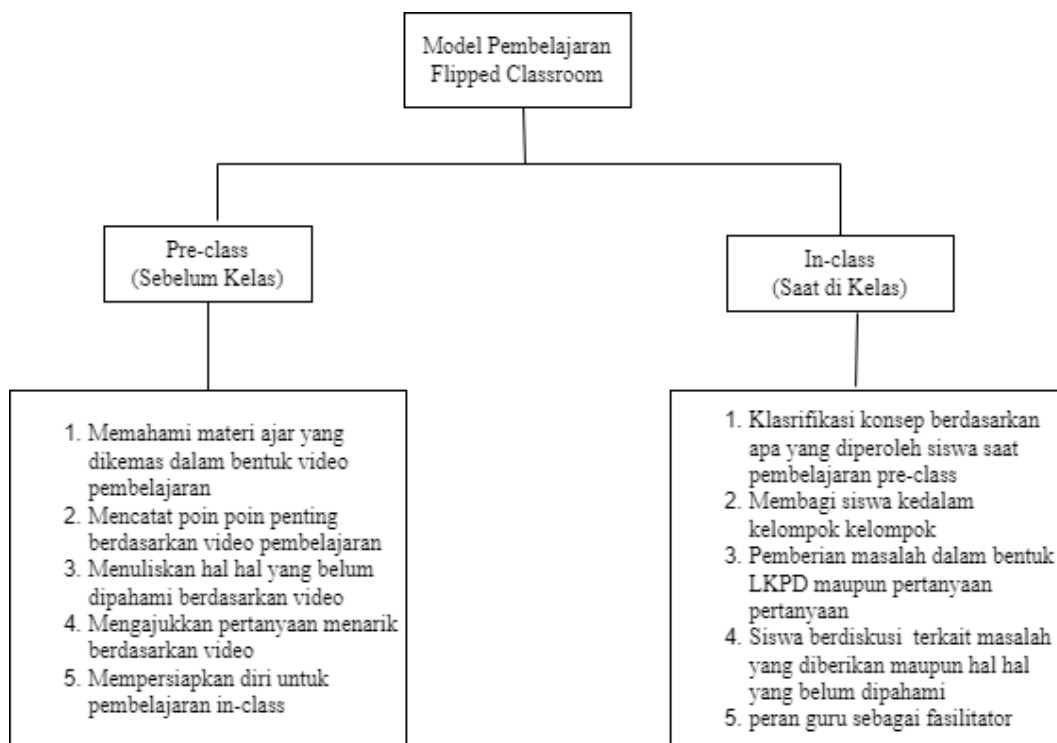 Model Pembelajaran
Flipped Classroom
Pre-class
(Sebelum Kelas)
In-class
(Saat di Kelas)
1. Memahami materi ajar yang
dikemas dalam bentuk video
pembelajaran
2. Mencatat poin poin penting
berdasarkan video pembelajaran
3. Menuliskan hal hal yang belum
dipahami berdasarkan video
4. Mengajukkan pertanyaan menarik
berdasarkan video
5. Mempersiapkan diri untuk
pembelajaran in-class
1. Klasrifikasi konsep berdasarkan
apa yang diperoleh siswa saat
pembelajaran pre-class
2. Membagi siswa kedalam
kelompok kelompok
3. Pemberian masalah dalam bentuk
LKPD maupun pertanyaan
pertanyaan
4. Siswa berdiskusi terkait masalah
yang diberikan maupun hal hal
yang belum dipahami
5. peran guru sebagai fasilitator